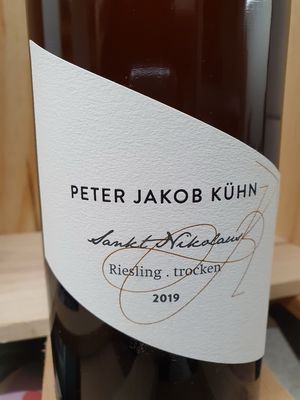 PETER JAKOB KÜHN
Sankt Nikolaus
Riesling . trocken
2019